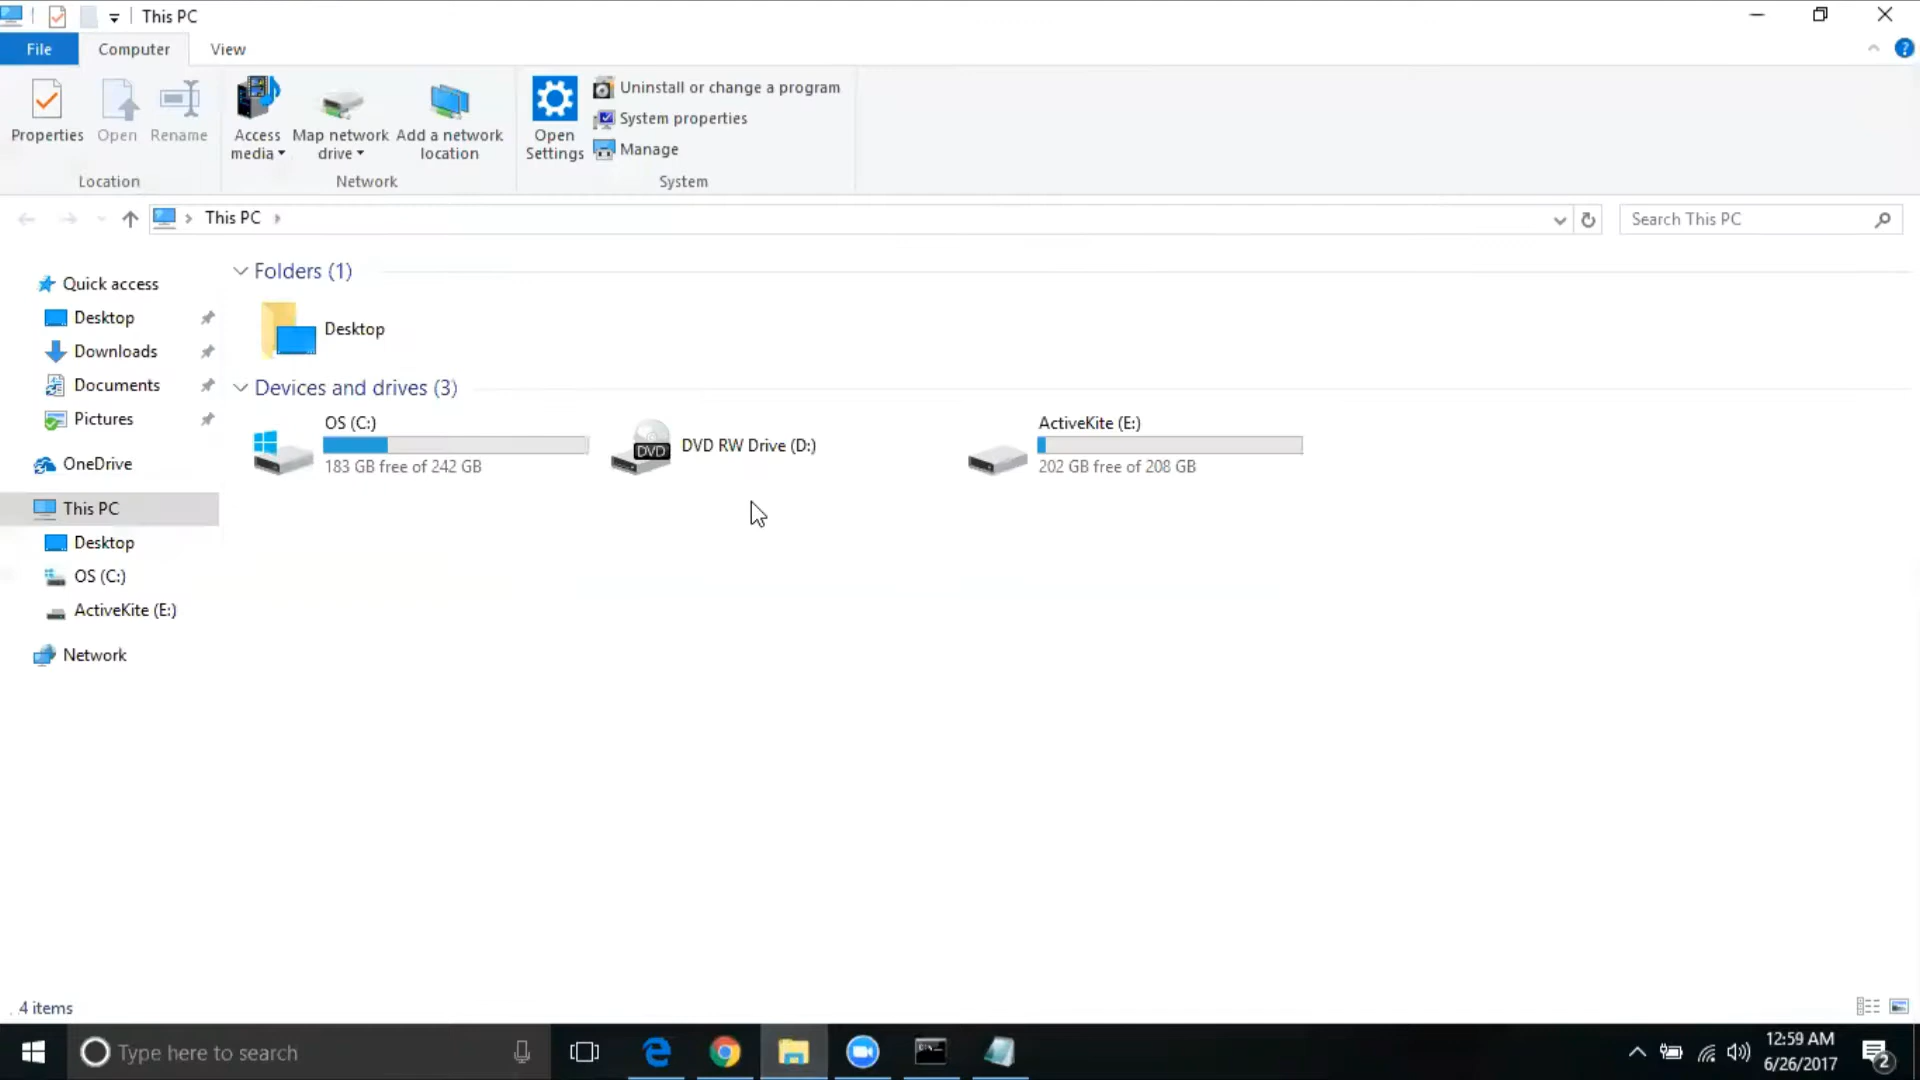 This PC
File Computer View
Properties Open Rename
Access media
Map network drive
Add a network location
Open Settings
Uninstall or change a program
System properties
Manage
Location Network System
This PC
Search This PC
Quick access
Desktop
Downloads
Documents
Pictures
OneDrive
This PC
Desktop
OS (C:)
ActiveKite (E:)
Network
Folders (1)
Desktop
Devices and drives (3)
OS (C:)
183 GB free of 242 GB
DVD
DVD RW Drive (D:)
ActiveKite (E:)
202 GB free of 208 GB
4 items
Type here to search
12:59 AM
6/26/2017
2